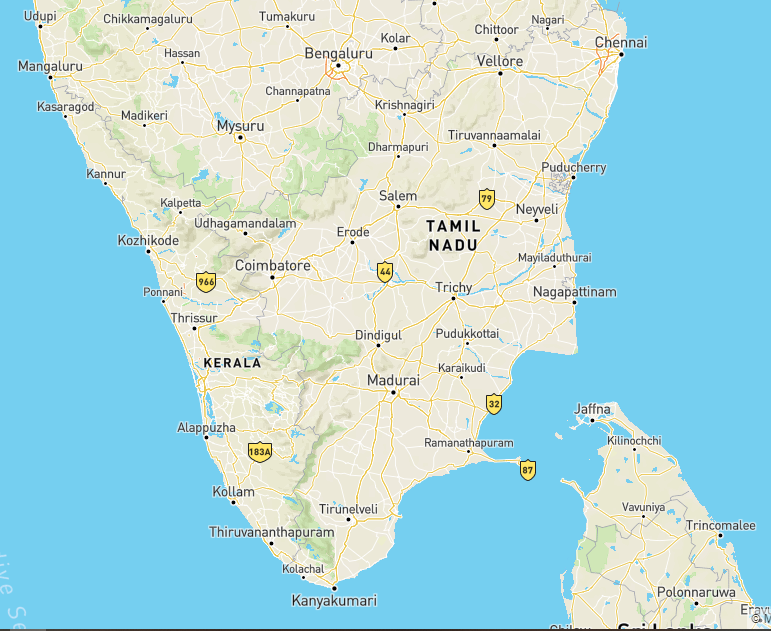 Udupi
Chikkamagaluru
Tumakuru
Nagari
Chittoor
Kolar
Chennai
Hassan
Bengaluru
Vellore
Mangaluru
Channapatna
Kasaragod
Krishnagiri
Madikeri
Mysuru
Tiruvannaamalai
Dharmapuri
Puducherry
Kannur
Salem
79
Kalpetta
Neyveli
Udhagamandalam
TAMIL
NADU
Erode
Kozhikode
Mayiladuthurai
Coimbatore
44
966
Trichy
Ponnani
Nagapattinam
Thrissur
Dindigul
Pudukkottai
KERALA
Karaikudi
Madurai
32
Jaffna
Alappuzha
Ramanathapuram
Kilinochchi
183A
87
Kollam
Tirunelveli
Vavuniya
Thiruvananthapuram
Trincomalee
Kolachal
Kanyakumari
Polonnaruwa